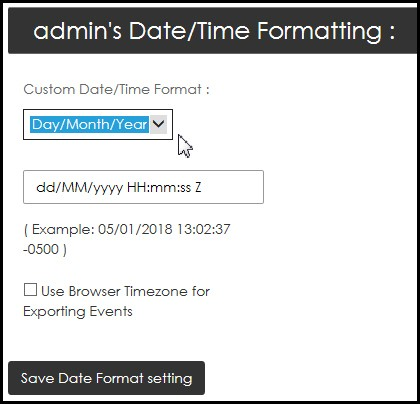 admin's Date/Time Formatting :
Custom Date/Time Format :
Day/Month/Year
dd/MM/yyyy HH:mm:ss Z
( Example: 05/01/2018 13:02:37
-0500 )
Use Browser Timezone for
Exporting Events
Save Date Format setting